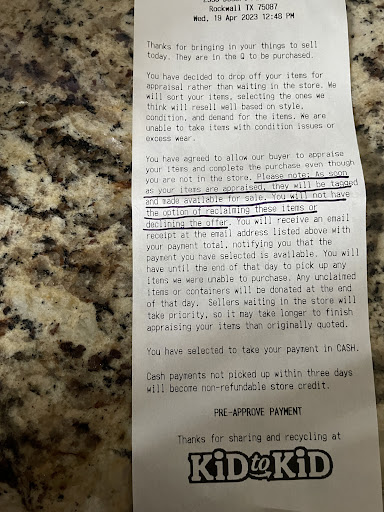 Rockwall TX 75087
Wed, 19 Apr 2023 12:48 PM
Thanks for bringing in your things to sell
today. They are in the Q to be purchased.
You have decided to drop off your items for
appraisal rather than waiting in the store. We
will sort your items, selecting the ones we
think will resell well based on style,
condition, and demand for the items. We are
unable to take items with condition issues or
excess wear.
You have agreed to allow our buyer to appraise
your items and complete the purchase even though
you are not in the store. Please note: As soon
as your items are appraised, they will be tagged
and made available for sale. You will not have
the option of reclaiming these items or
declining the offer. You will receive an email
receipt at the email address listed above with
your payment total, notifying you that the
payment you have selected is available. You will
have until the end of that day to pick up any
items we were unable to purchase. Any unclaimed
items or containers will be donated at the end
of that day. Sellers waiting in the store will
take priority, so it may take longer to finish
appraising your items than originally quoted.
You have selected to take your payment in CASH.
Cash payments not picked up within three days
will become non-refundable store credit.
PRE-APPROVE PAYMENT
Thanks for sharing and recycling at
KiD to KiD